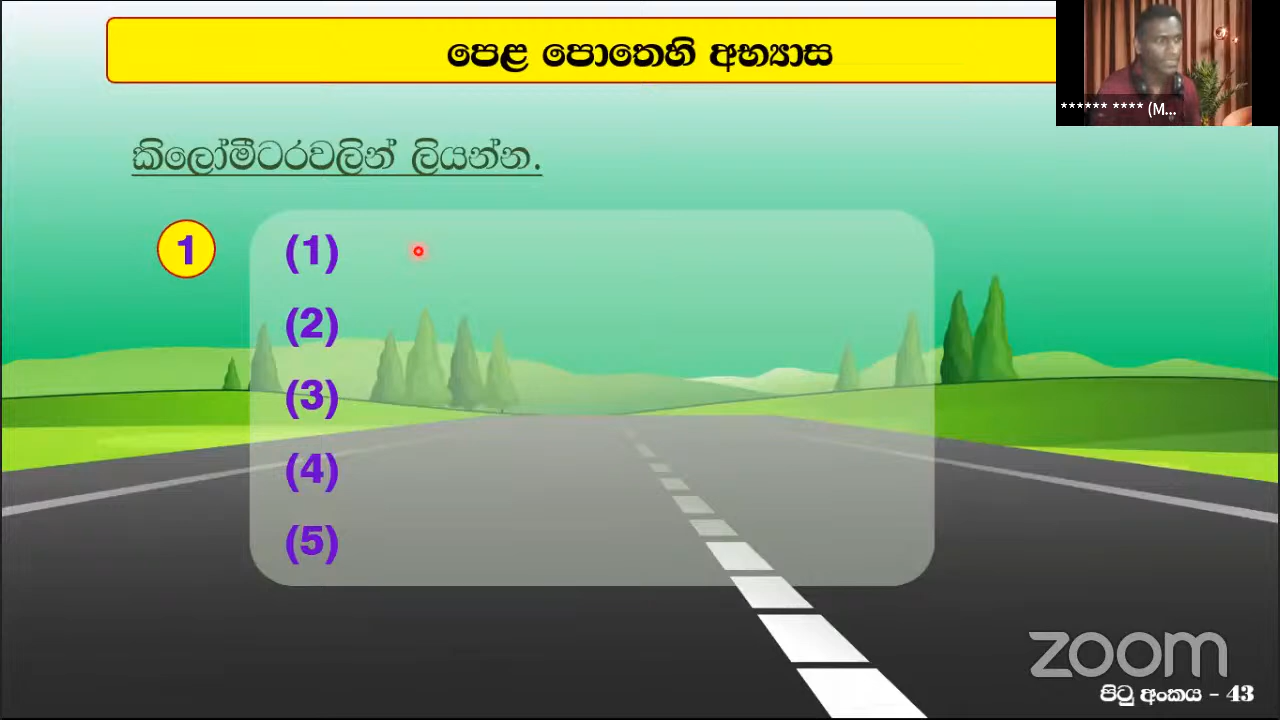 පෙළ පොතෙහි අභ්‍යාස
****** **** (M...
කිලෝමීටරවලින් ලියන්න.
1
(1)
(2)
(3)
(4)
(5)
zoom
පිටු අංකය - 43